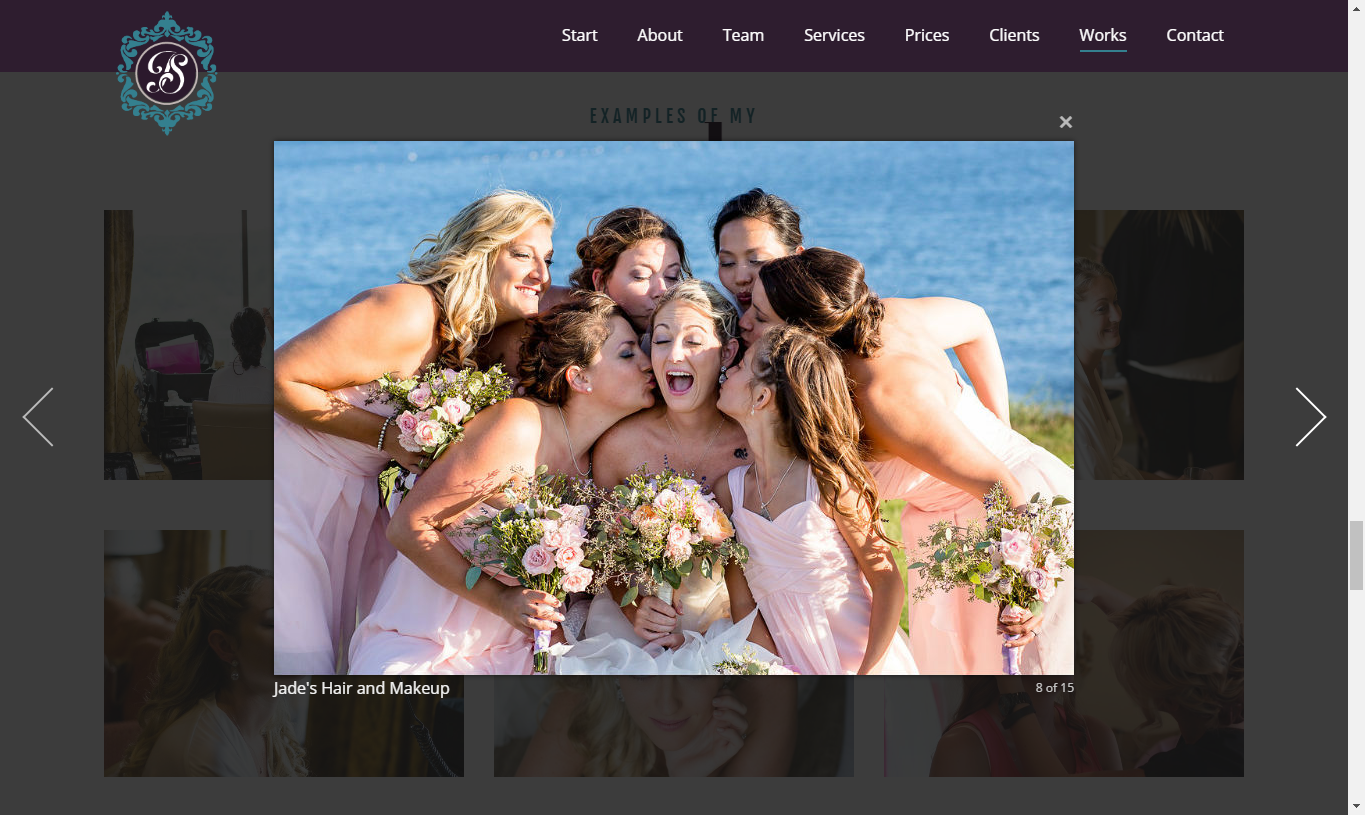 Start About Team Services Prices Clients Works Contact
EXAMPLES OF MY
×
Jade's Hair and Makeup
8 of 15